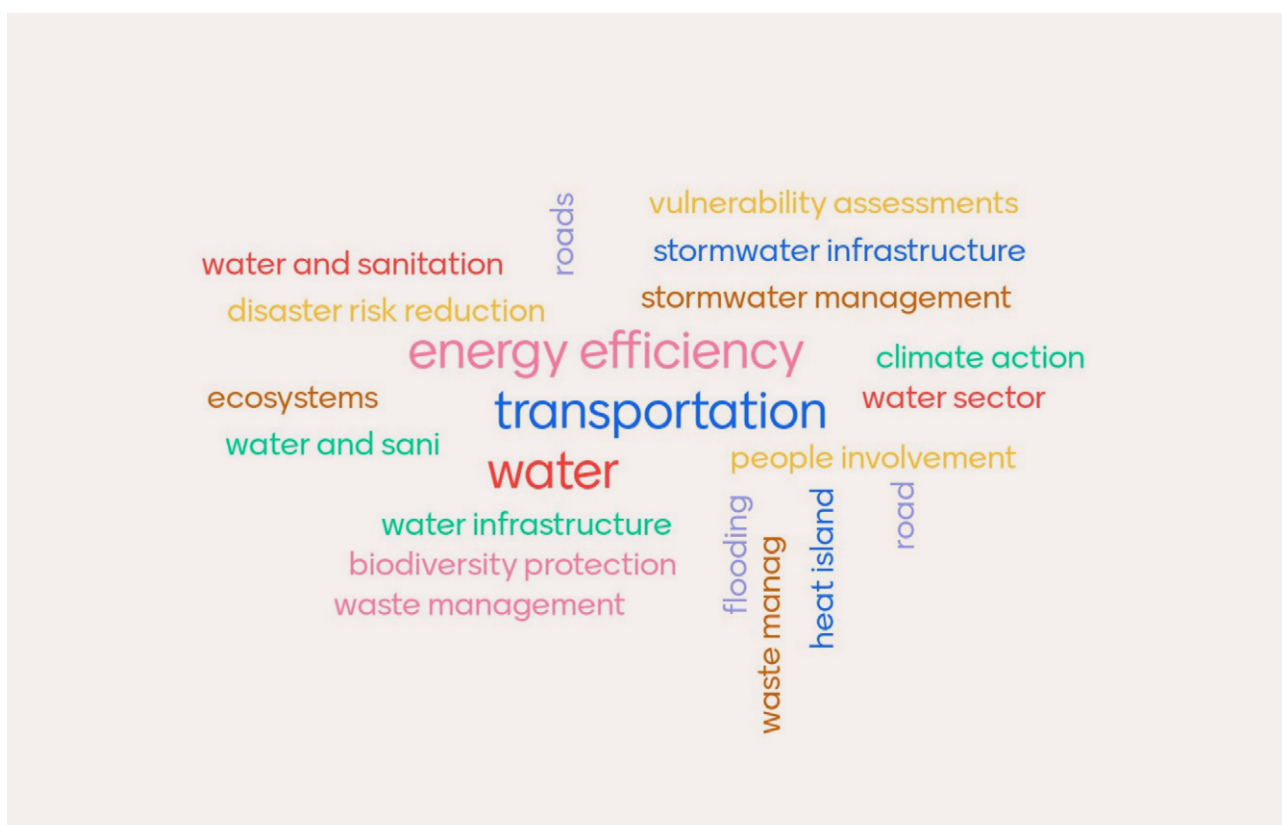 roads
vulnerability assessments
stormwater infrastructure
water and sanitation
stormwater management
disaster risk reduction
energy efficiency
climate action
ecosystems
transportation
water sector
water and sani
people involvement
water
water infrastructure
flooding
heat island
road
biodiversity protection
waste manag
waste management